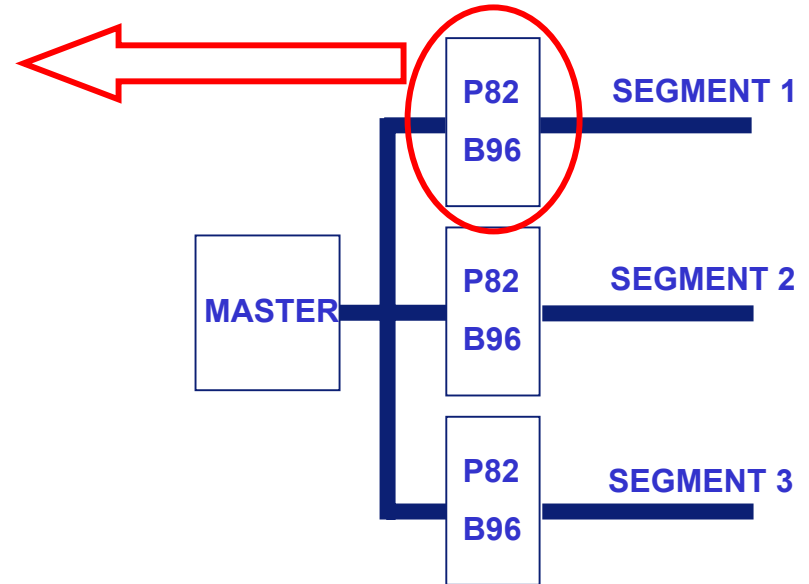 P82
B96
SEGMENT 1
MASTER
P82
B96
SEGMENT 2
P82
B96
SEGMENT 3